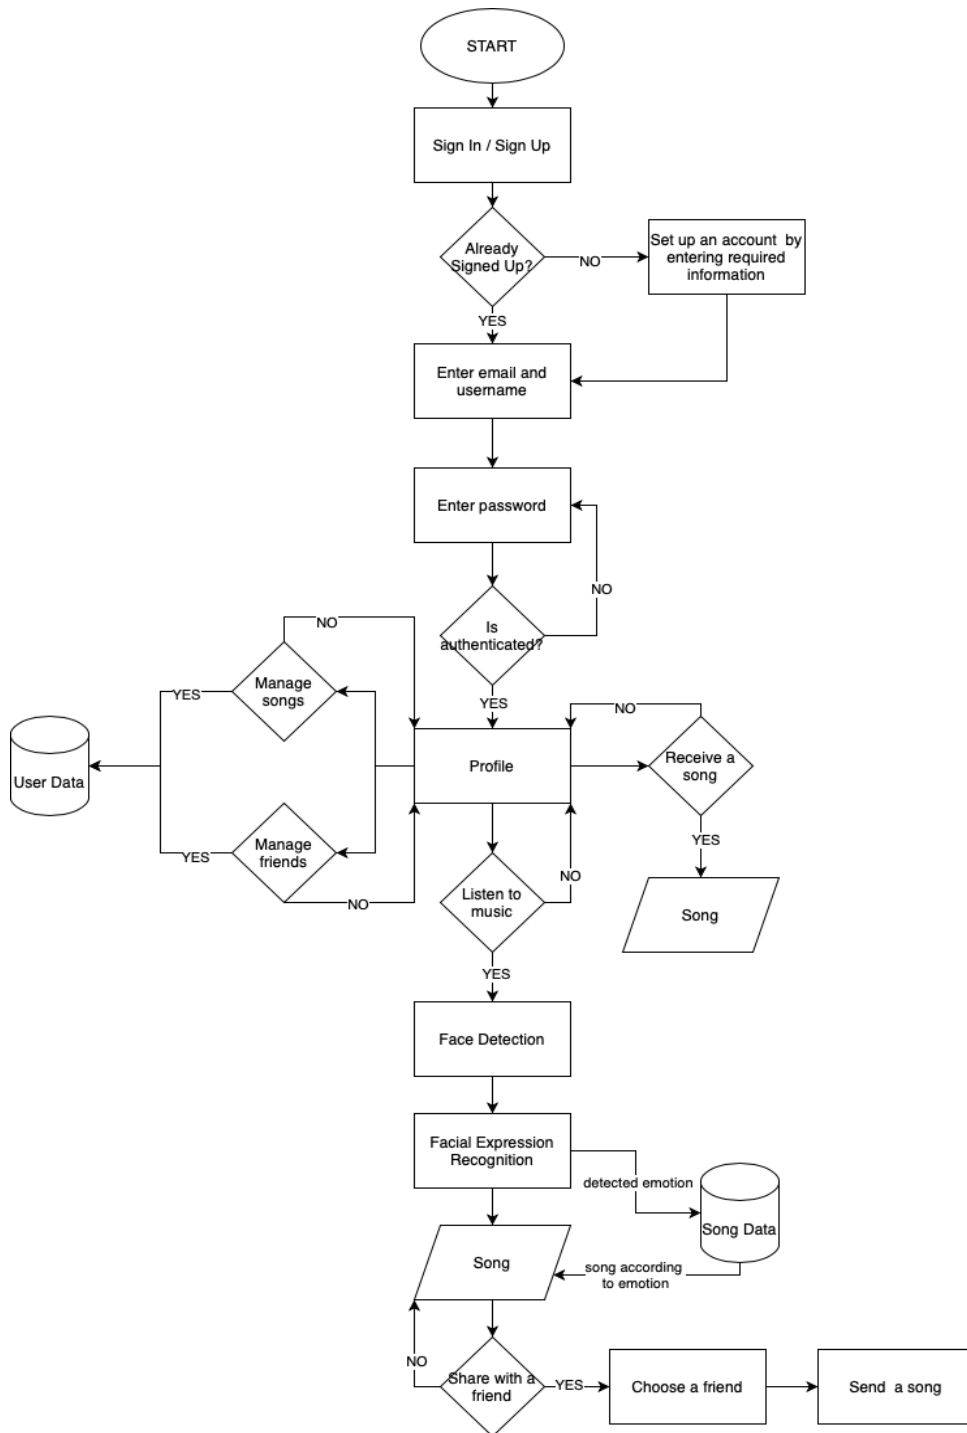 START
Sign In / Sign Up
Already
Signed Up?
NO
Set up an account by
entering required
information
YES
Enter email and
username
Enter password
NO
Is
authenticated?
YES
NO
Manage
songs
YES
User Data
Profile
NO
Receive a
song
YES
Song
Manage
friends
YES
NO
Listen to
music
NO
YES
Face Detection
Facial Expression
Recognition
detected emotion
Song Data
song according
to emotion
Song
NO
Share with a
friend
YES
Choose a friend
Send a song